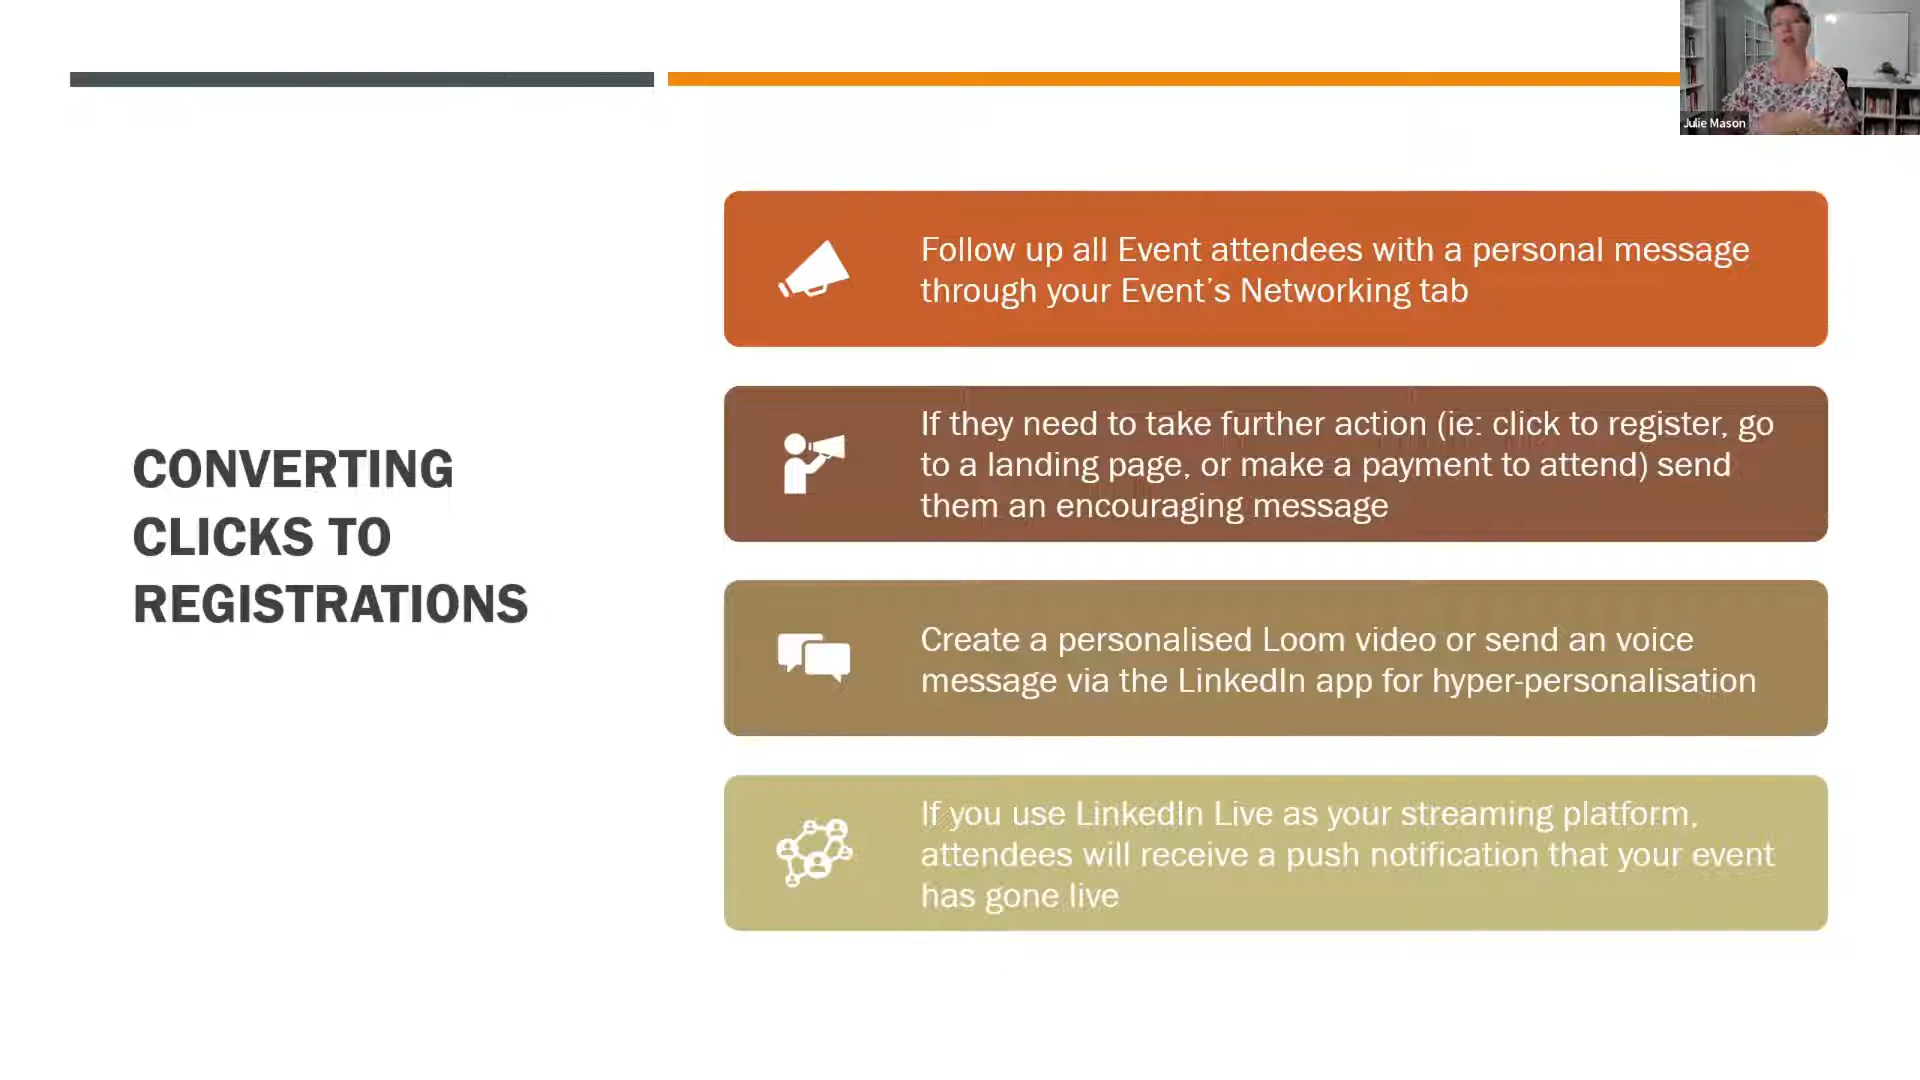 Julie Mason
CONVERTING
CLICKS TO
REGISTRATIONS
Follow up all Event attendees with a personal message
through your Event’s Networking tab
If they need to take further action (ie: click to register, go
to a landing page, or make a payment to attend) send
them an encouraging message
Create a personalised Loom video or send an voice
message via the LinkedIn app for hyper-personalisation
If you use LinkedIn Live as your streaming platform,
attendees will receive a push notification that your event
has gone live